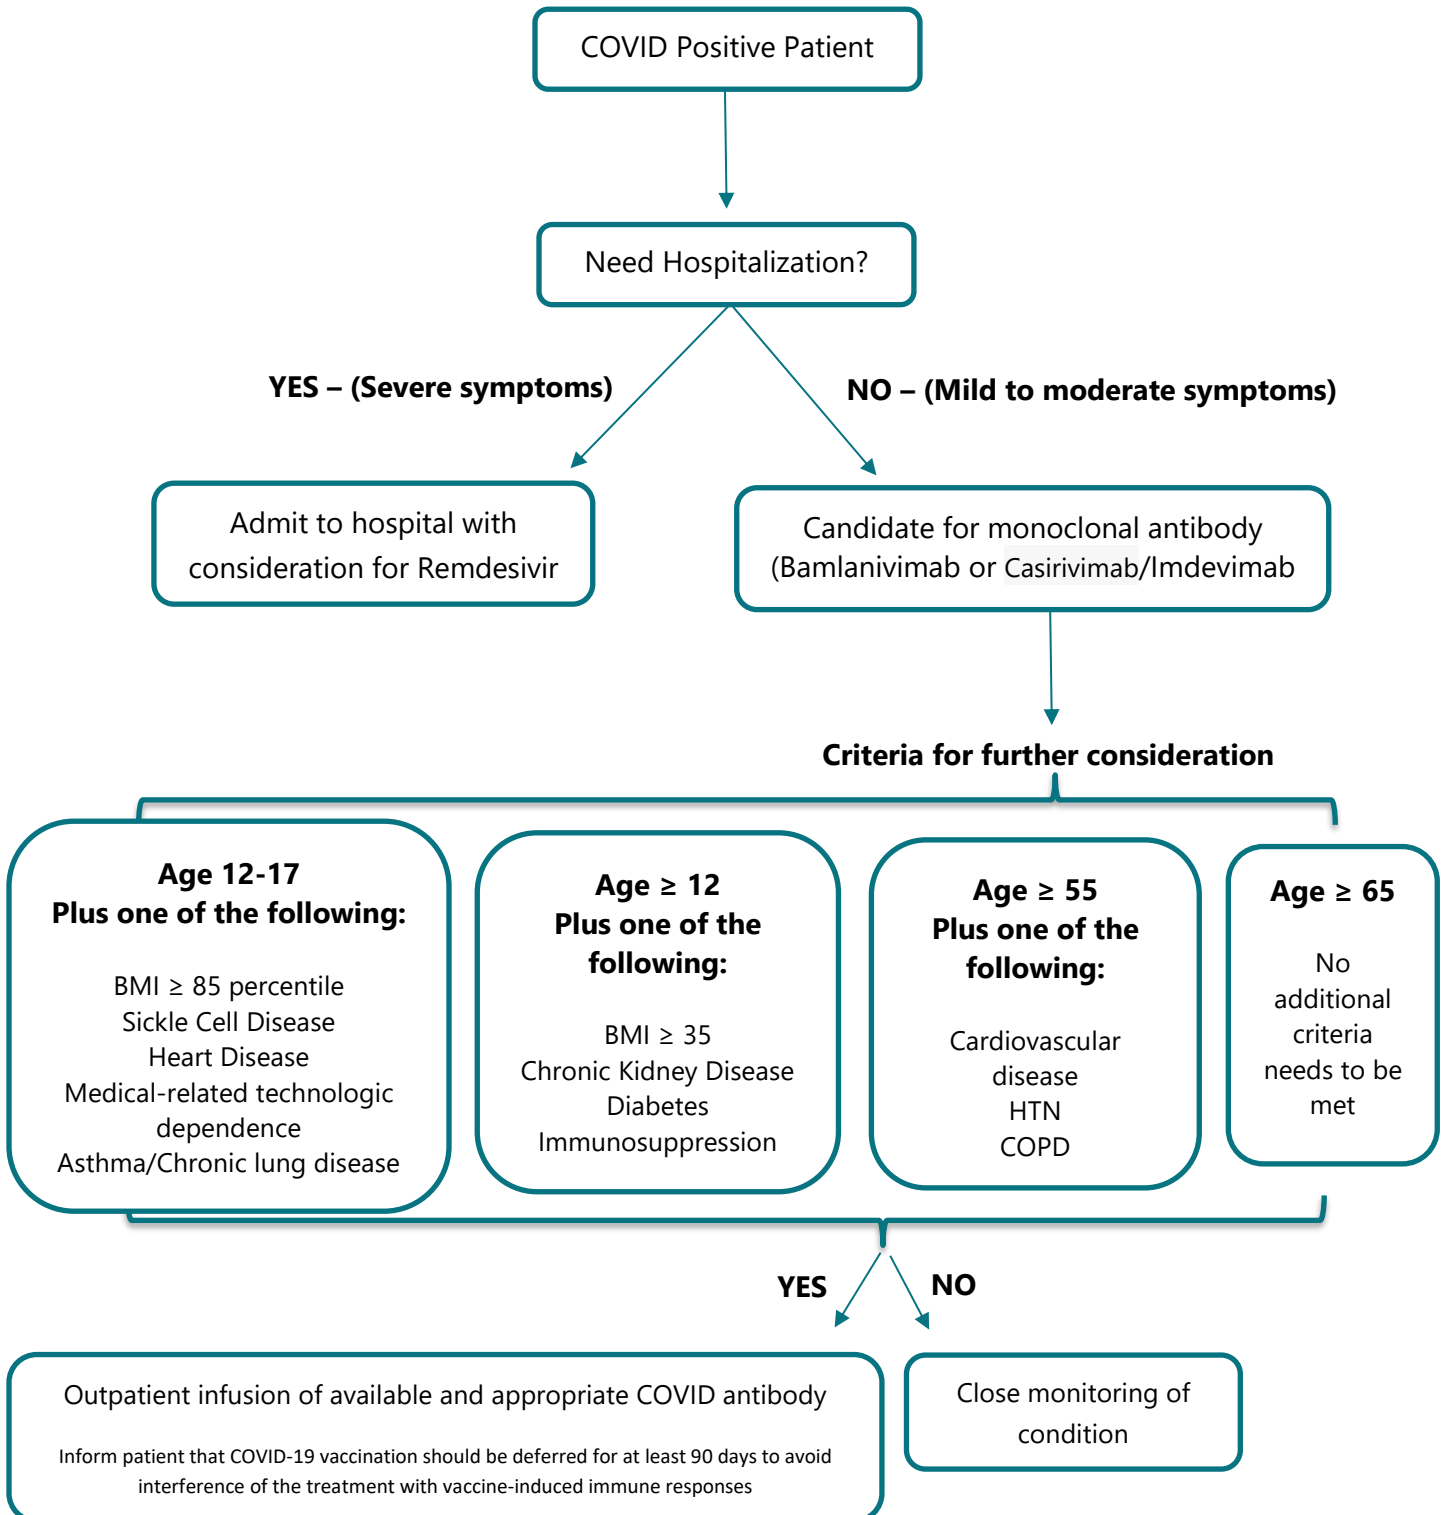 COVID Positive Patient
Need Hospitalization?
YES – (Severe symptoms)
NO – (Mild to moderate symptoms)
Admit to hospital with
consideration for Remdesivir
Candidate for monoclonal antibody
(Bamlanivimab or Casirivimab/Imdevimab
Criteria for further consideration
Age 12-17
Plus one of the following:
BMI ≥ 85 percentile
Sickle Cell Disease
Heart Disease
Medical-related technologic
dependence
Asthma/Chronic lung disease
Age ≥ 12
Plus one of the
following:
BMI ≥ 35
Chronic Kidney Disease
Diabetes
Immunosuppression
Age ≥ 55
Plus one of the
following:
Cardiovascular
disease
HTN
COPD
Age ≥ 65
No
additional
criteria
needs to be
met
YES
NO
Outpatient infusion of available and appropriate COVID antibody
Inform patient that COVID-19 vaccination should be deferred for at least 90 days to avoid
interference of the treatment with vaccine-induced immune responses
Close monitoring of
condition